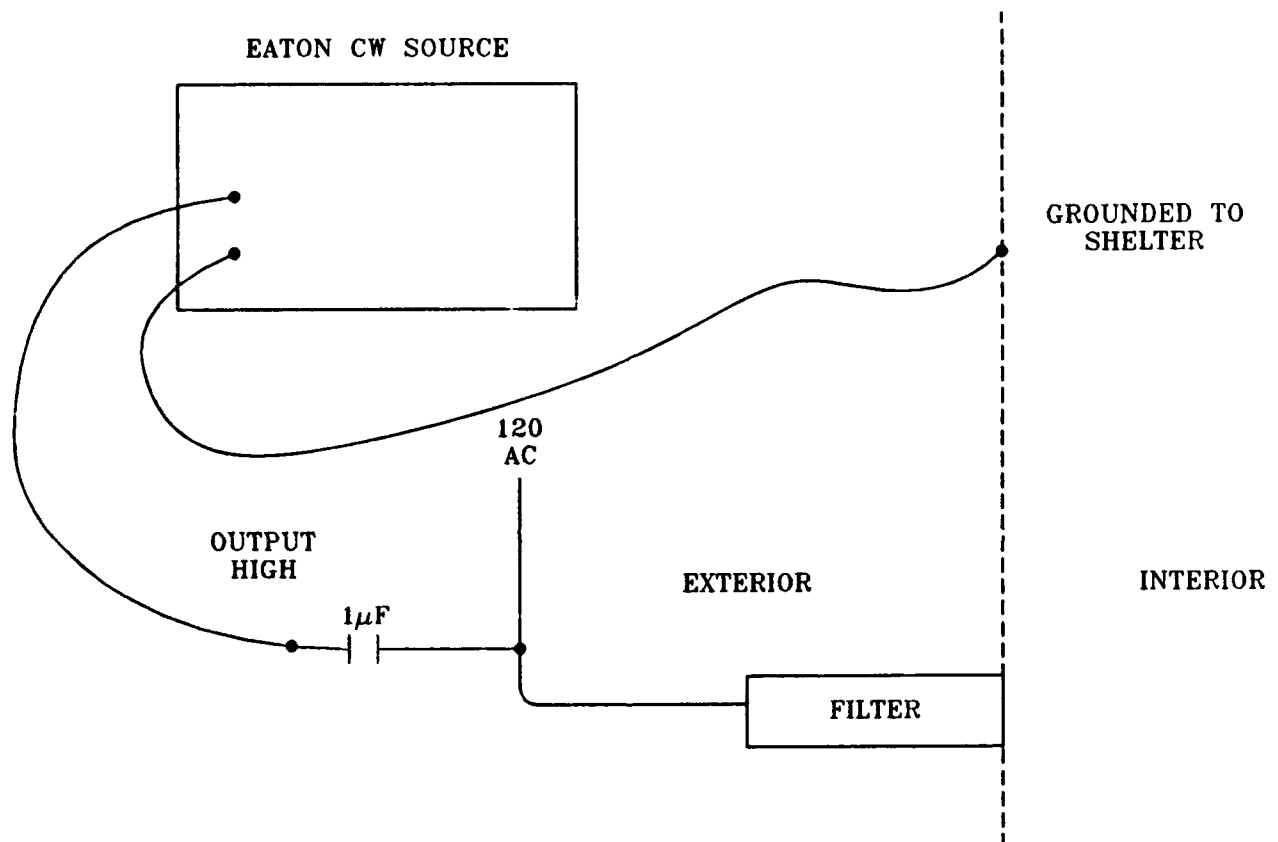 EATON CW SOURCE
GROUNDED TO
SHELTER
120
AC
OUTPUT
HIGH
EXTERIOR
INTERIOR
1μF
FILTER